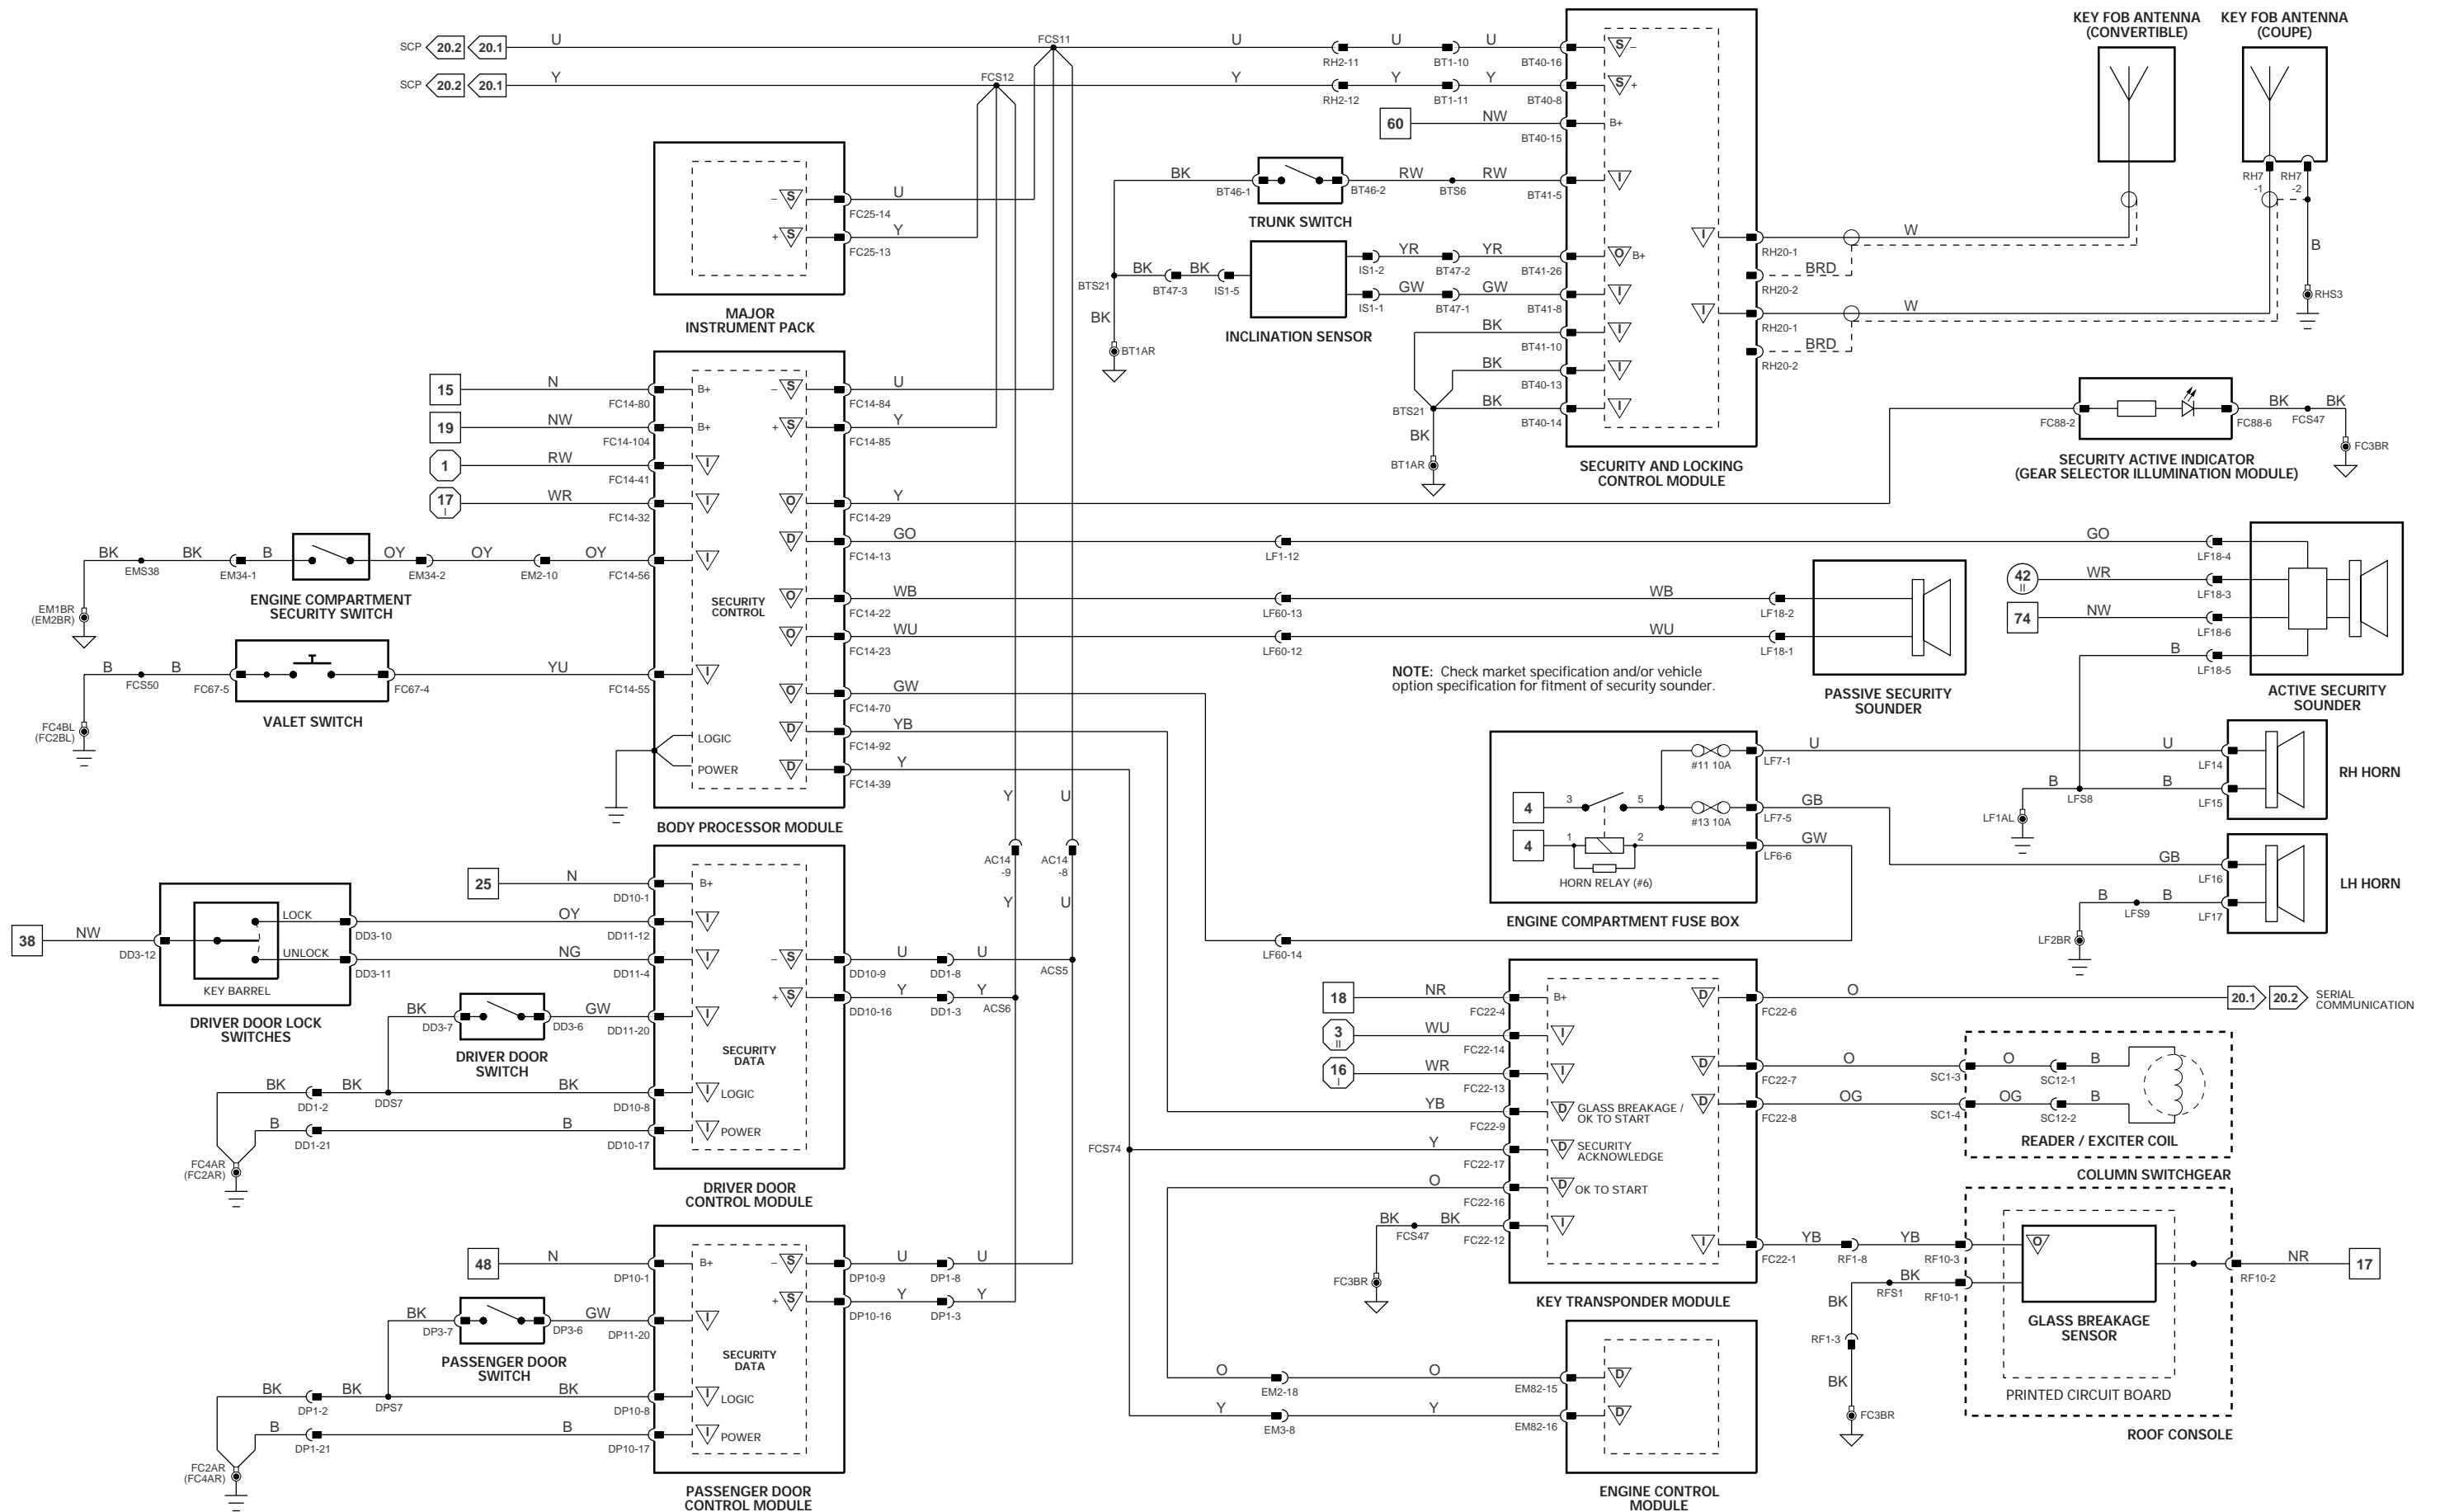 SCP 20.2 20.1 U FCS11 U RH2-11 U BT1-10 U BT40-16 S –
SCP 20.2 20.1 Y FCS12 Y RH2-12 Y BT1-11 Y BT40-8 S +
60 NW BT40-15 B+
BK BT46-1 BT46-2 RW BTS6 RW BT41-5 I
TRUNK SWITCH
BTS21 BK BT47-3 BK IS1-5
IS1-2 YR BT47-2 YR BT41-26 O B+
IS1-1 GW BT47-1 GW BT41-8 I
INCLINATION SENSOR
BK
BT1AR
BK BT41-10 I
BK BT40-13 I
BTS21 BK BT40-14 I
BK
BT1AR
SECURITY AND LOCKING
CONTROL MODULE
I RH20-1 W
BRD
RH20-2
I RH20-1 W
BRD
RH20-2
KEY FOB ANTENNA
(CONVERTIBLE)
KEY FOB ANTENNA
(COUPE)
RH7
-1
RH7
-2
B
RHS3
– S FC25-14 U
+ S FC25-13 Y
MAJOR
INSTRUMENT PACK
15 N FC14-80 B+
19 NW FC14-104 B+
1 RW FC14-41 I
17 I WR FC14-32 I
BK EMS38 BK EM34-1 B OY EM34-2 OY EM2-10 OY FC14-56 I
EM1BR
(EM2BR)
ENGINE COMPARTMENT
SECURITY SWITCH
B FCS50 B FC67-5 FC67-4 YU FC14-55 I
FC4BL
(FC2BL)
VALET SWITCH
SECURITY
CONTROL
LOGIC
POWER
– S FC14-84 U
+ S FC14-85 Y
O FC14-29 Y
D FC14-13 GO LF1-12 GO LF18-4
O FC14-22 WB LF60-13 WB LF18-2
O FC14-23 WU LF60-12 WU LF18-1
O FC14-70 GW
D FC14-92 YB
D FC14-39 Y
BODY PROCESSOR MODULE
FC88-2 FC88-6 BK FCS47 BK
FC3BR
SECURITY ACTIVE INDICATOR
(GEAR SELECTOR ILLUMINATION MODULE)
42 II WR LF18-3
74 NW LF18-6
B LF18-5
NOTE: Check market specification and/or vehicle
option specification for fitment of security sounder.
PASSIVE SECURITY
SOUNDER
ACTIVE SECURITY
SOUNDER
#11 10A LF7-1 U U LF14
RH HORN
B LFS8 B LF15
LF1AL
4 3 5 #13 10A LF7-5 GB
4 1 2 LF6-6 GW
HORN RELAY (#6)
ENGINE COMPARTMENT FUSE BOX
GB LF16
LH HORN
B LFS9 B LF17
LF2BR
LF60-14
Y U
AC14
-9
AC14
-8
Y U
25 N DD10-1 B+
38 NW DD3-12
LOCK DD3-10 OY DD11-12 I
UNLOCK DD3-11 NG DD11-4 I
KEY BARREL
DRIVER DOOR LOCK
SWITCHES
– S DD10-9 U DD1-8 U ACS5
+ S DD10-16 Y DD1-3 Y ACS6
BK DD3-7 DD3-6 GW DD11-20 I
DRIVER DOOR
SWITCH
SECURITY
DATA
BK DD1-2 BK DDS7 BK DD10-8 I LOGIC
B DD1-21 B DD10-17 I POWER
FC4AR
(FC2AR)
DRIVER DOOR
CONTROL MODULE
48 N DP10-1 B+
– S DP10-9 U DP1-8 U
+ S DP10-16 Y DP1-3 Y
BK DP3-7 DP3-6 GW DP11-20 I
PASSENGER DOOR
SWITCH
SECURITY
DATA
BK DP1-2 BK DPS7 BK DP10-8 I LOGIC
B DP1-21 B DP10-17 I POWER
FC2AR
(FC4AR)
PASSENGER DOOR
CONTROL MODULE
18 NR FC22-4 B+
3 II WU FC22-14 I
16 I WR FC22-13 I
YB FC22-9 D GLASS BREAKAGE /
OK TO START
FCS74 Y FC22-17 D SECURITY
ACKNOWLEDGE
O FC22-16 D OK TO START
BK FCS47 BK FC22-12 I
FC3BR
D FC22-6 O 20.1 20.2 SERIAL
COMMUNICATION
D FC22-7 O SC1-3 O SC12-1 B
D FC22-8 OG SC1-4 OG SC12-2 B
READER / EXCITER COIL
COLUMN SWITCHGEAR
I FC22-1 YB RF1-8 YB RF10-3 O
KEY TRANSPONDER MODULE
BK RFS1 RF10-1
BK
RF1-3
BK
FC3BR
GLASS BREAKAGE
SENSOR
RF10-2 NR 17
PRINTED CIRCUIT BOARD
ROOF CONSOLE
O EM2-18 O EM82-15 D
Y EM3-8 Y EM82-16 D
ENGINE CONTROL
MODULE